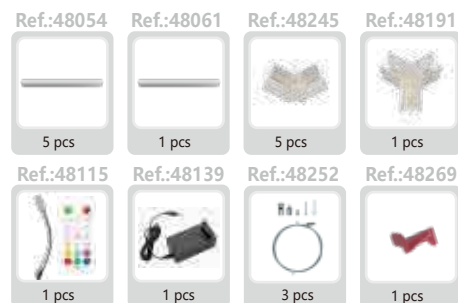 Ref.:48054 Ref.:48061 Ref.:48245 Ref.:48191
5 pcs 1 pcs 5 pcs 1 pcs
Ref.:48115 Ref.:48139 Ref.:48252 Ref.:48269
1 pcs 1 pcs 3 pcs 1 pcs